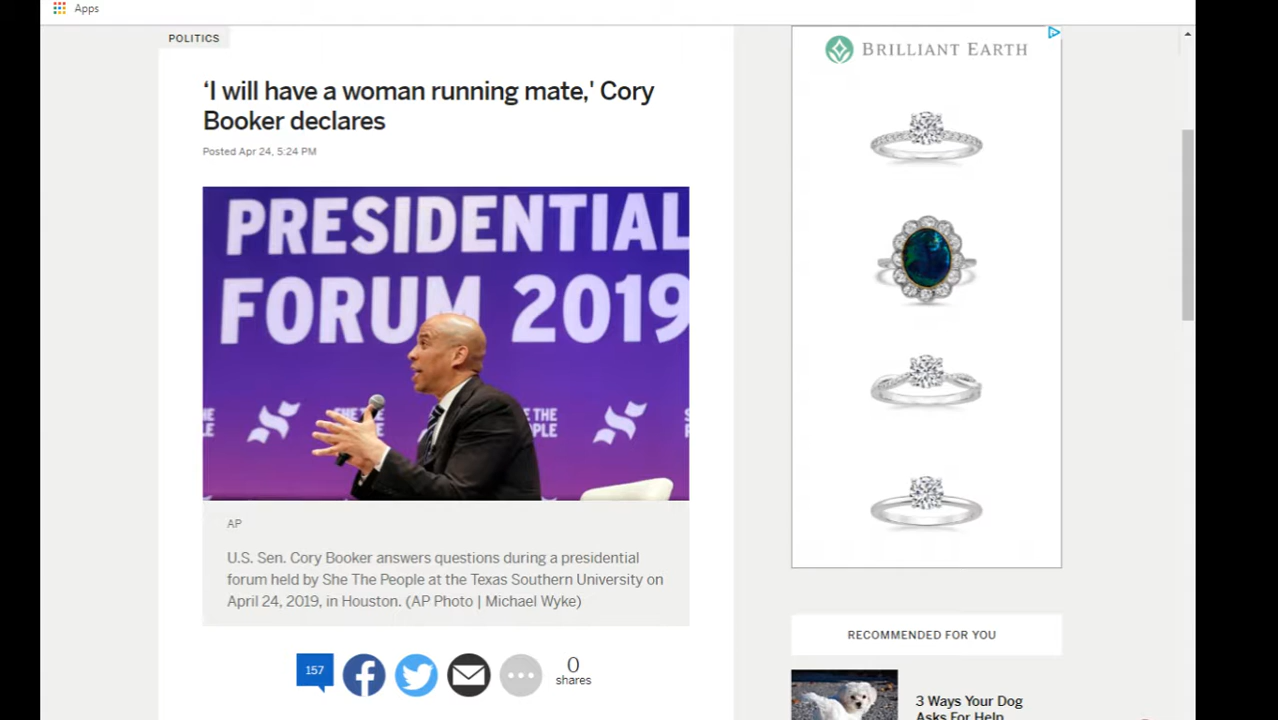 Apps
POLITICS
‘I will have a woman running mate,' Cory
Booker declares
Posted Apr 24, 5:24 PM
PRESIDENTIAL
FORUM 2019
SHE THE
PEOPLE
AP
U.S. Sen. Cory Booker answers questions during a presidential
forum held by She The People at the Texas Southern University on
April 24, 2019, in Houston. (AP Photo | Michael Wyke)
157
0
shares
BRILLIANT EARTH
RECOMMENDED FOR YOU
3 Ways Your Dog
Asks For Help